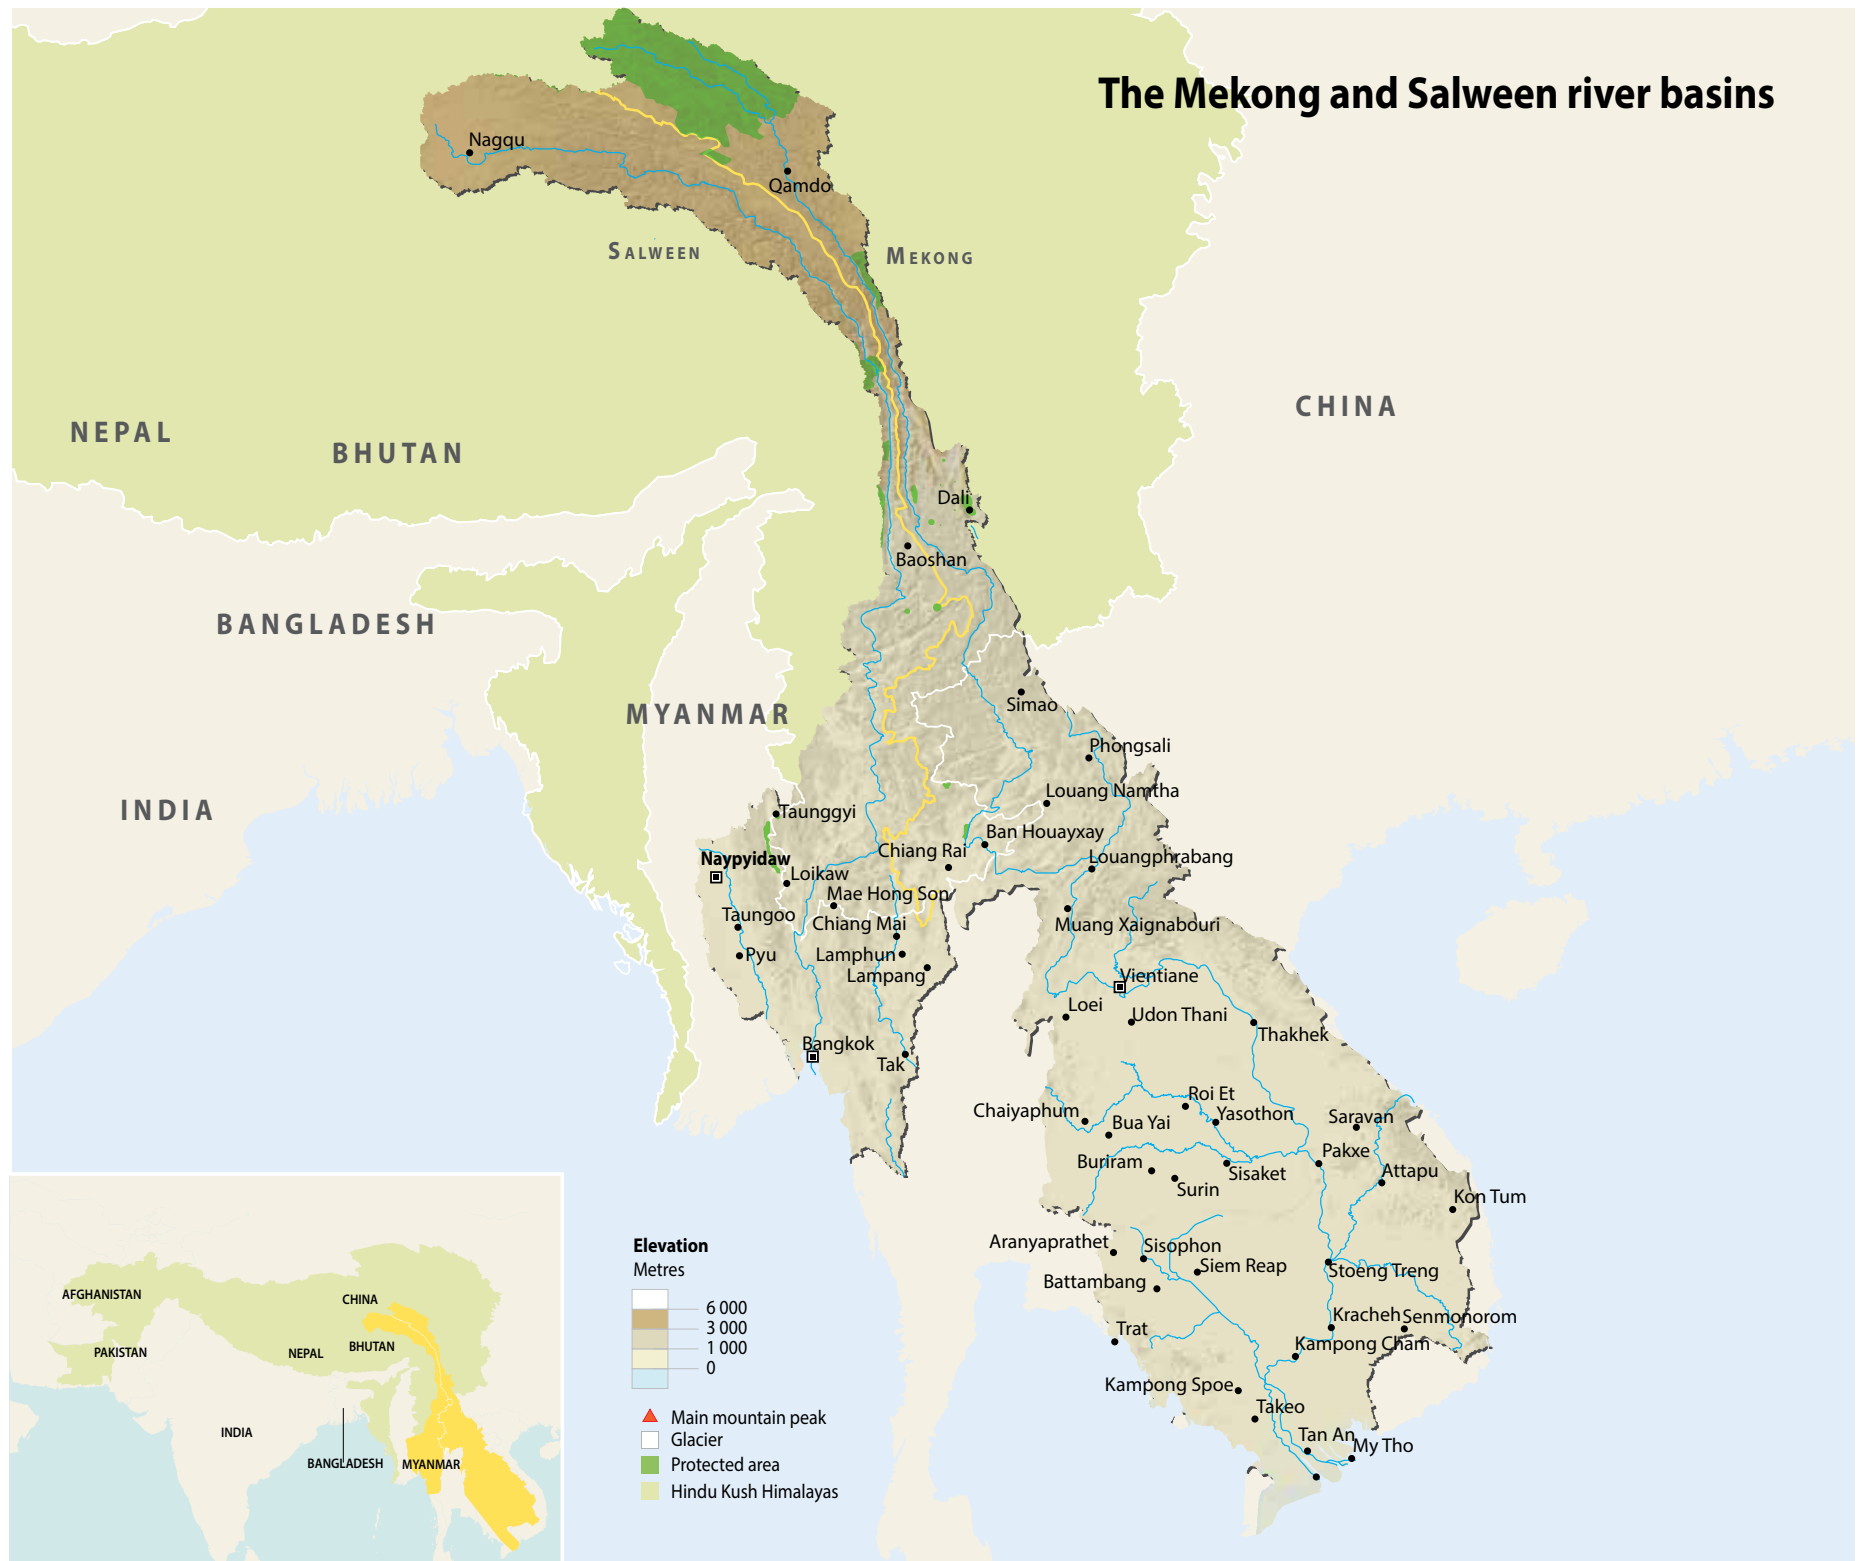 The Mekong and Salween river basins
Nagqu
Qamdo
SALWEEN
MEKONG
CHINA
NEPAL
BHUTAN
Dali
Baoshan
BANGLADESH
MYANMAR
Simao
Phongsali
Louang Namtha
INDIA
Taunggyi
Ban Houayxay
Chiang Rai
Louangphrabang
Naypyidaw
Loikaw
Mae Hong Son
Taungoo
Chiang Mai
Muang Xaignabouri
Pyu
Lamphun
Lampang
Vientiane
Loei
Udon Thani
Thakhek
Bangkok
Tak
Roi Et
Chaiyaphum
Yasothon
Saravan
Bua Yai
Pakxe
Buriram
Sisaket
Attapu
Surin
Kon Tum
Aranyaprathet
Sisophon
Siem Reap
Stoeng Treng
Battambang
Kracheh
Senmonorom
Trat
Kampong Cham
Kampong Spoe
Takeo
Tan An
My Tho
Elevation
Metres
6 000
3 000
1 000
0
Main mountain peak
Glacier
Protected area
Hindu Kush Himalayas
AFGHANISTAN
CHINA
PAKISTAN
NEPAL
BHUTAN
INDIA
BANGLADESH
MYANMAR